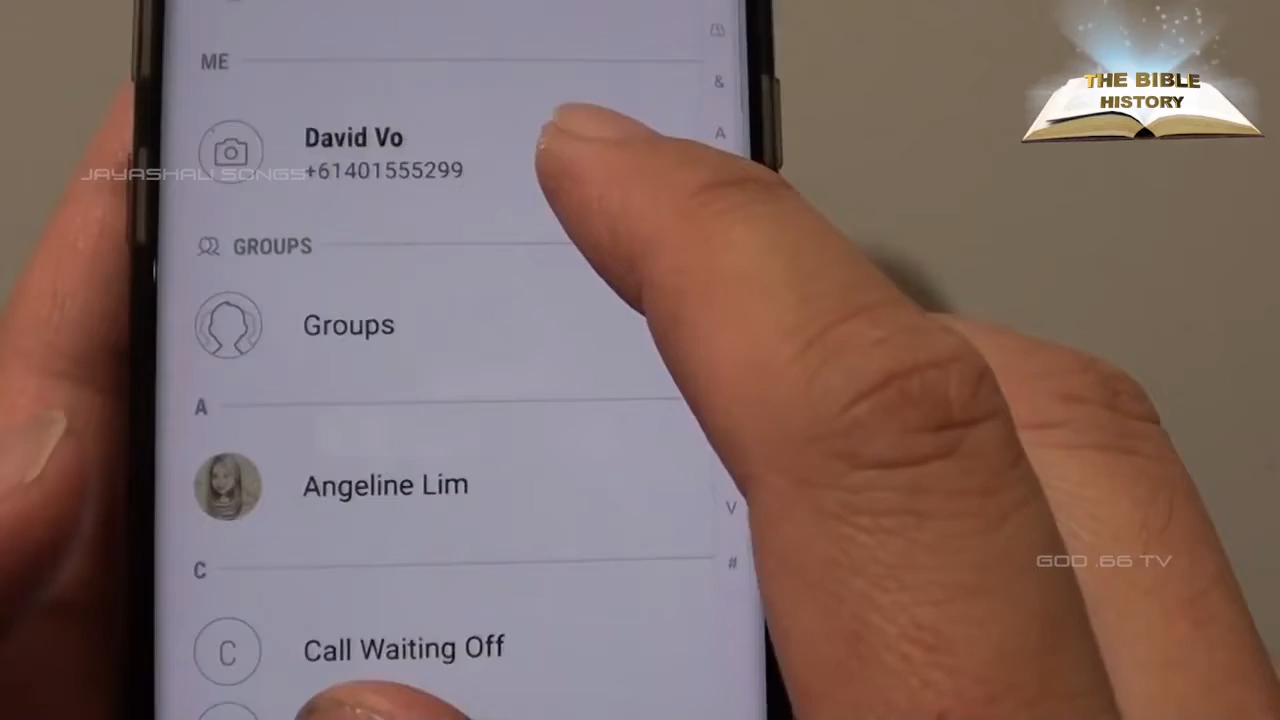 THE BIBLE
HISTORY
ME
&
A
David Vo
+61401555299
JAYASHALI SONGS
GROUPS
Groups
A
Angeline Lim
V
#
GOD .66 TV
C
C
Call Waiting Off